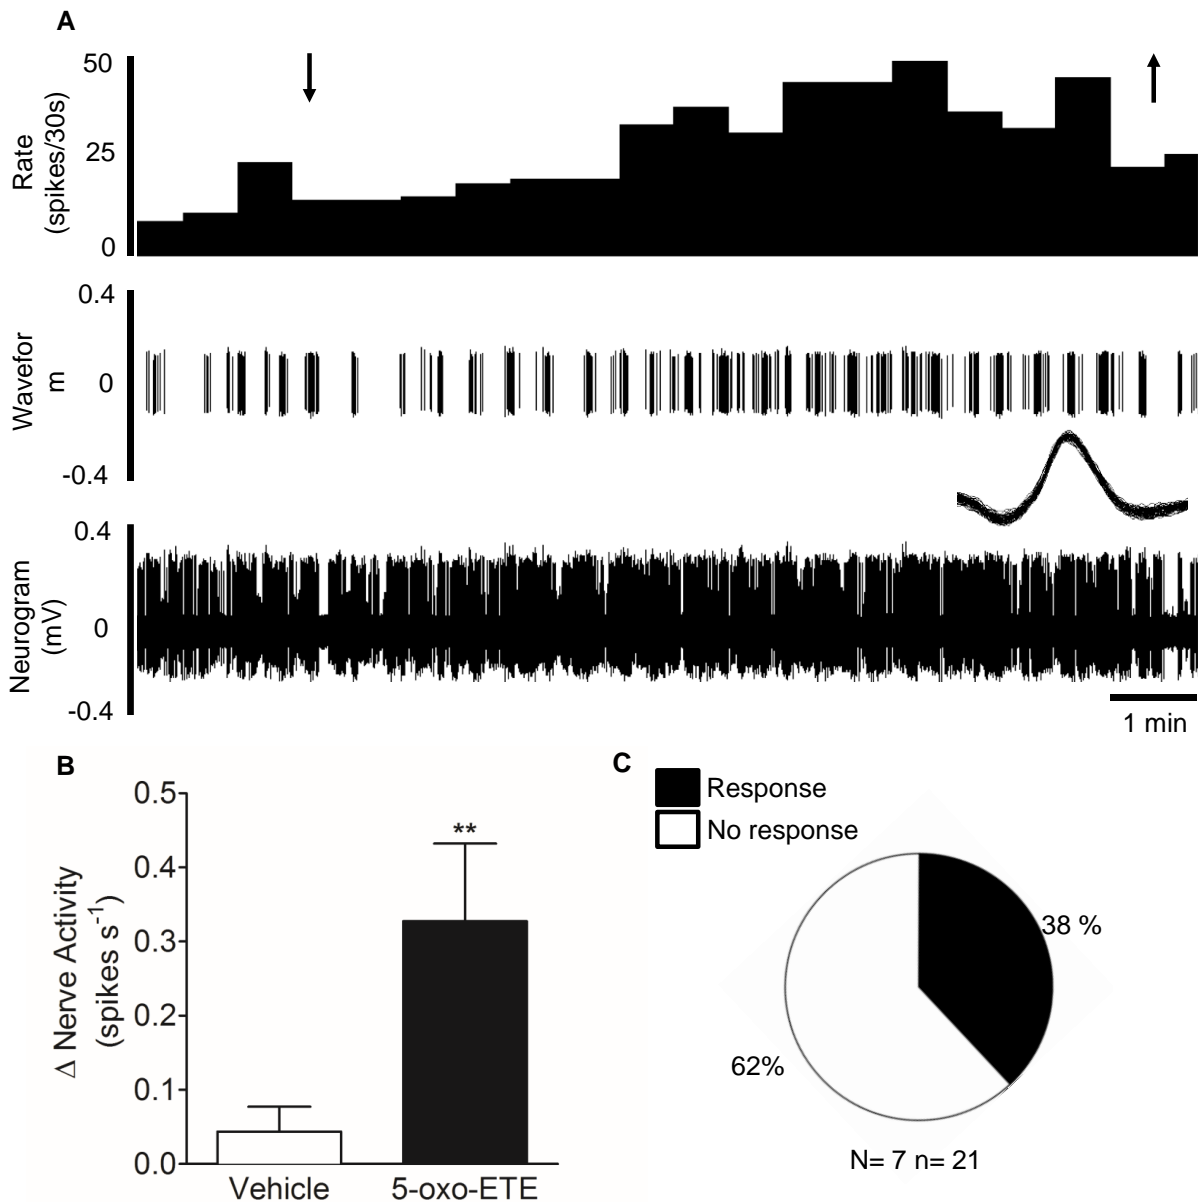 A
50
25
0
Rate
(spikes/30s)
0.4
0
-0.4
Wavefor
m
0.4
0
-0.4
Neurogram
(mV)
1 min
B
0.5
0.4
0.3
0.2
0.1
0.0
Δ Nerve Activity
(spikes s-1)
**
Vehicle
5-oxo-ETE
C
Response
No response
38 %
62%
N= 7 n= 21